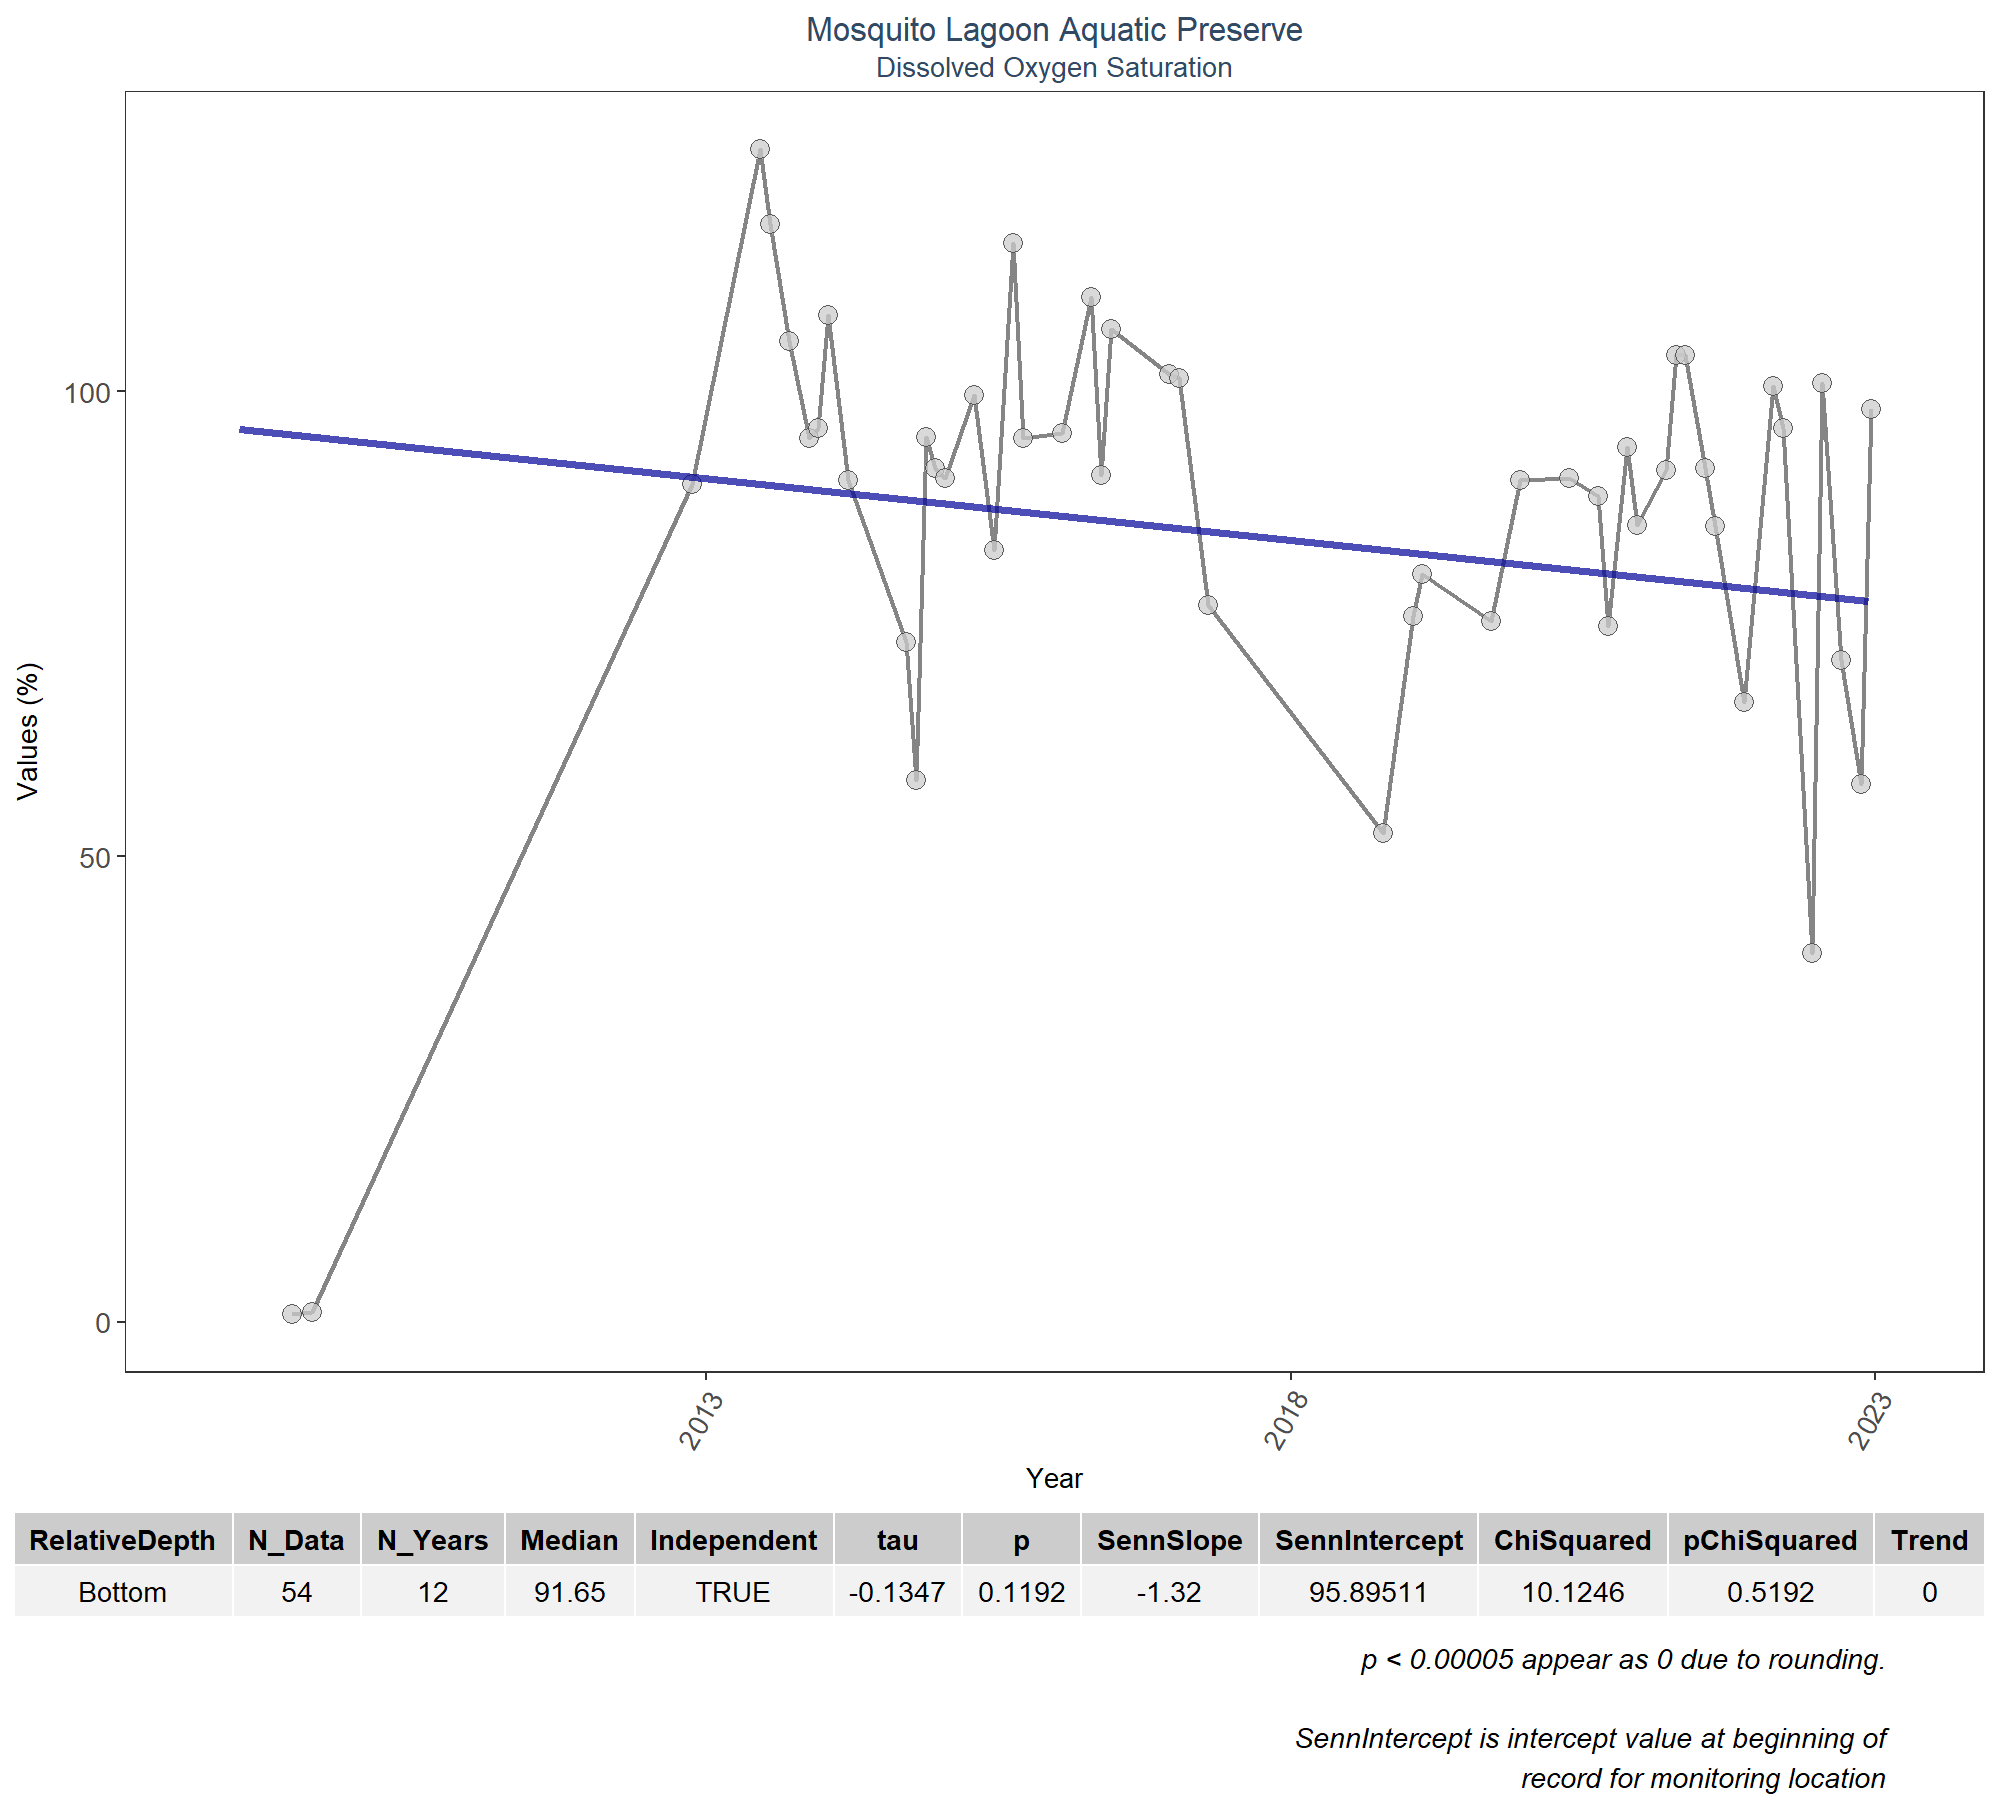 Mosquito Lagoon Aquatic Preserve
Dissolved Oxygen Saturation
Values (%)
100
50
0
2013
2018
2023
Year
RelativeDepth N_Data N_Years Median Independent tau p SennSlope SennIntercept ChiSquared pChiSquared Trend
Bottom 54 12 91.65 TRUE -0.1347 0.1192 -1.32 95.89511 10.1246 0.5192 0
p < 0.00005 appear as 0 due to rounding.
SennIntercept is intercept value at beginning of
record for monitoring location